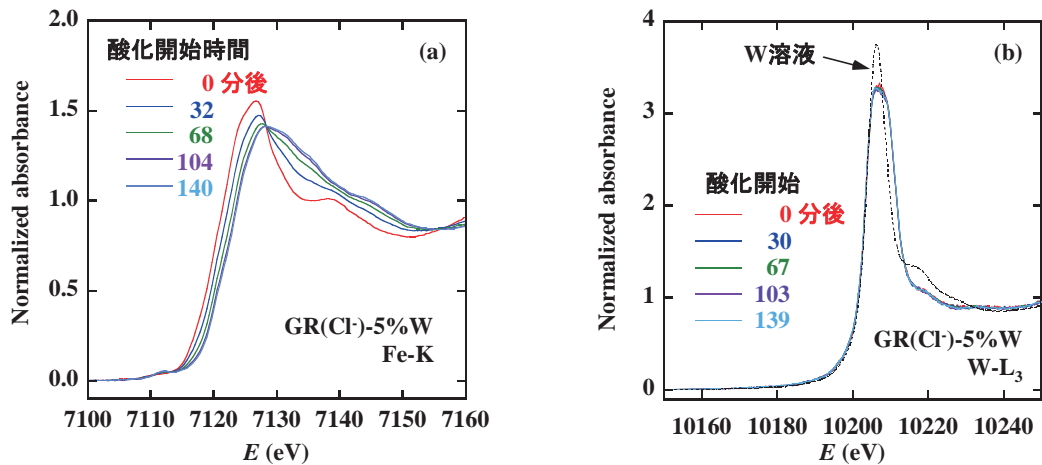 2.0
1.5
1.0
0.5
0.0
Normalized absorbance
(a)
酸化開始時間
0 分後
32
68
104
140
GR(Cl⁻)-5%W
Fe-K
7100 7110 7120 7130 7140 7150 7160
E (eV)
4
3
2
1
0
Normalized absorbance
(b)
W溶液
酸化開始
0 分後
30
67
103
139
GR(Cl⁻)-5%W
W-L₃
10160 10180 10200 10220 10240
E (eV)